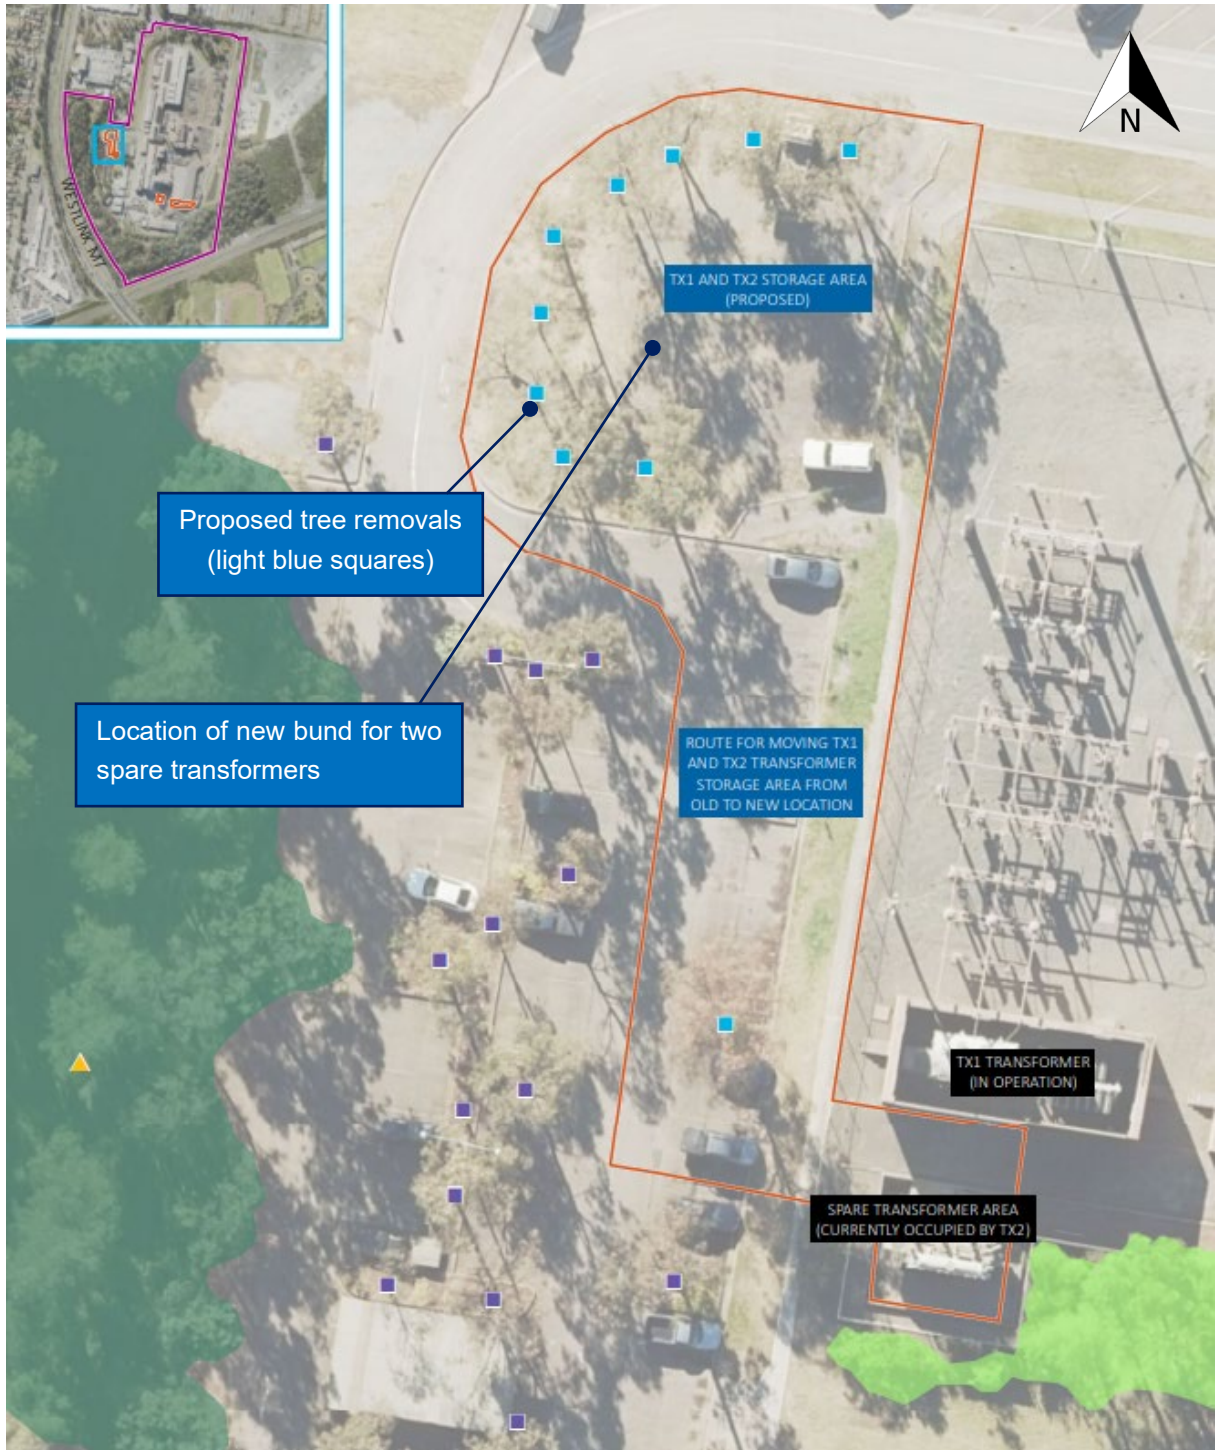 N
WESTLINK M7
TX1 AND TX2 STORAGE AREA
(PROPOSED)
Proposed tree removals
(light blue squares)
Location of new bund for two
spare transformers
ROUTE FOR MOVING TX1
AND TX2 TRANSFORMER
STORAGE AREA FROM
OLD TO NEW LOCATION
TX1 TRANSFORMER
(IN OPERATION)
SPARE TRANSFORMER AREA
(CURRENTLY OCCUPIED BY TX2)